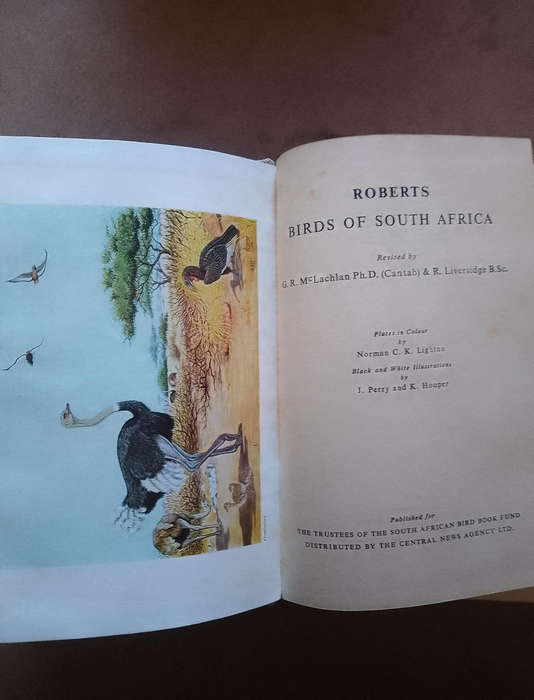 ROBERTS
BIRDS OF SOUTH AFRICA
Revised by
G. R. McLachlan Ph.D. (Cantab) & R. Liversidge B.Sc.
Plates in Colour
by
Norman C. K. Lighton
Black and White Illustrations
by
J. Perry and K. Hooper
Published for
THE TRUSTEES OF THE SOUTH AFRICAN BIRD BOOK FUND
DISTRIBUTED BY THE CENTRAL NEWS AGENCY LTD.